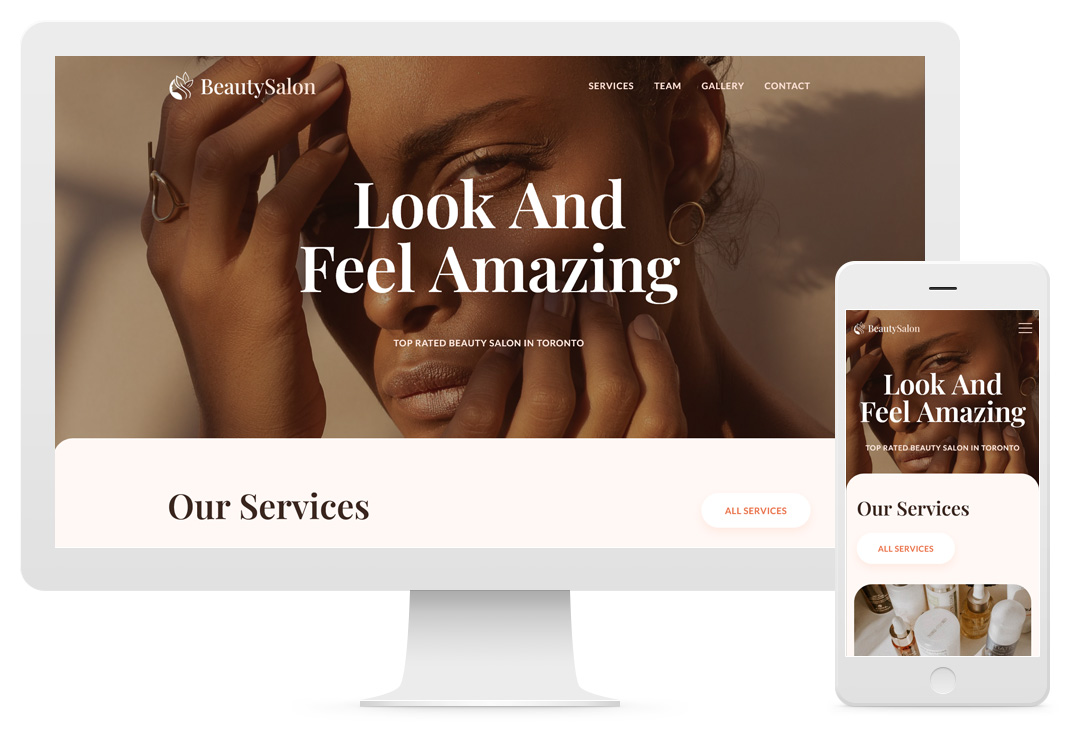 BeautySalon
SERVICES TEAM GALLERY CONTACT
Look And
Feel Amazing
TOP RATED BEAUTY SALON IN TORONTO
Our Services
ALL SERVICES
BeautySalon
Look And
Feel Amazing
TOP RATED BEAUTY SALON IN TORONTO
Our Services
ALL SERVICES